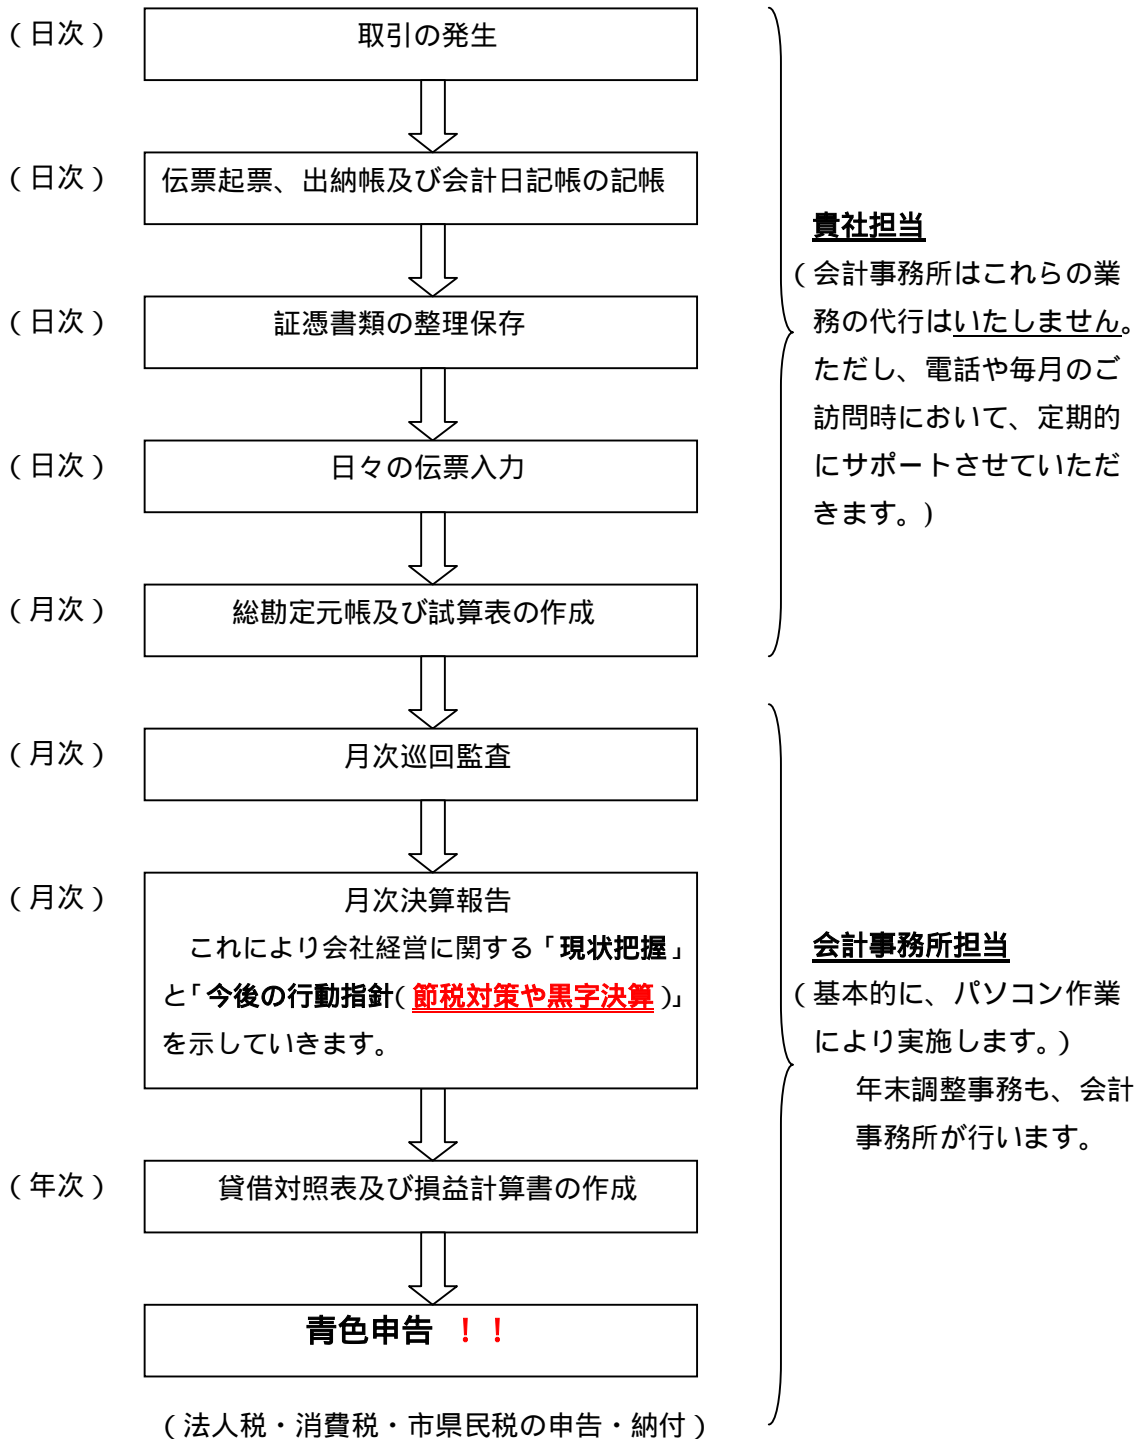 （日次）
取引の発生
（日次）
伝票起票、出納帳及び会計日記帳の記帳
（日次）
証憑書類の整理保存
（日次）
日々の伝票入力
（月次）
総勘定元帳及び試算表の作成
貴社担当
（会計事務所はこれらの業
務の代行はいたしません。
ただし、電話や毎月のご
訪問時において、定期的
にサポートさせていただ
きます。）
（月次）
月次巡回監査
（月次）
月次決算報告
これにより会社経営に関する「現状把握」
と「今後の行動指針（節税対策や黒字決算）」
を示していきます。
（年次）
貸借対照表及び損益計算書の作成
青色申告 ！！
（法人税・消費税・市県民税の申告・納付）
会計事務所担当
（基本的に、パソコン作業
により実施します。）
年末調整事務も、会計
事務所が行います。